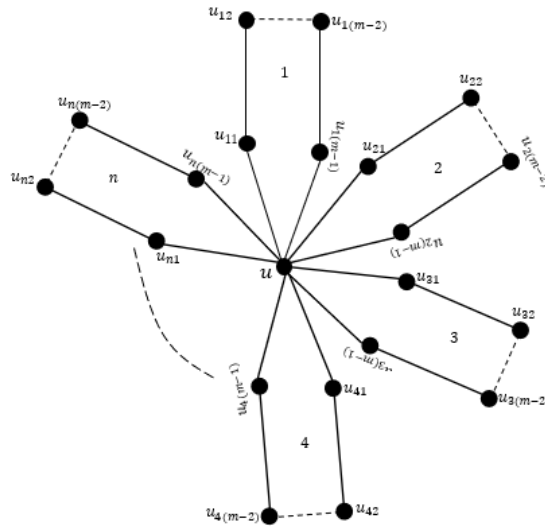 u₁₂
u₁₍ₘ₋₂₎
1
u₁₁
u₁₍ₘ₋₁₎
u₂₂
u₂₁
2
u₂₍ₘ₋₂₎
u₂₍ₘ₋₁₎
uₙ₍ₘ₋₂₎
uₙ₍ₘ₋₁₎
uₙ₂
n
uₙ₁
u
u₃₁
u₃₂
3
u₃₍ₘ₋₁₎
u₃₍ₘ₋₂₎
u₄₍ₘ₋₁₎
u₄₁
4
u₄₍ₘ₋₂₎
u₄₂